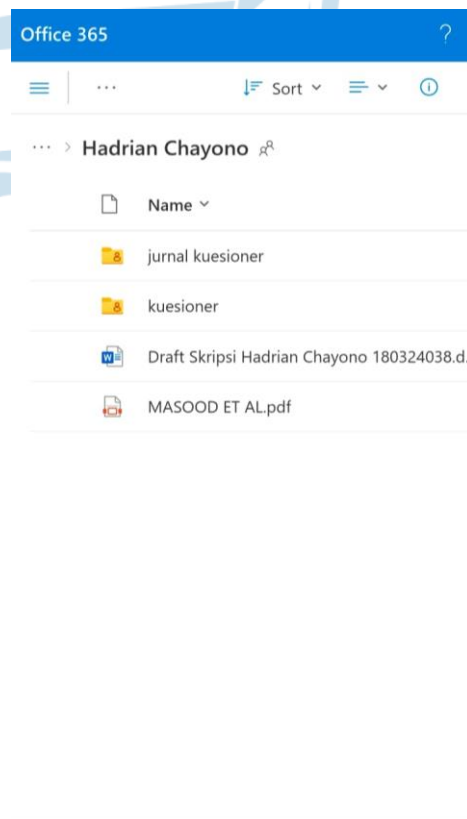 Office 365 ?
... Sort
... > Hadrian Chayono
Name
jurnal kuesioner
kuesioner
Draft Skripsi Hadrian Chayono 180324038.d.
MASOOD ET AL.pdf